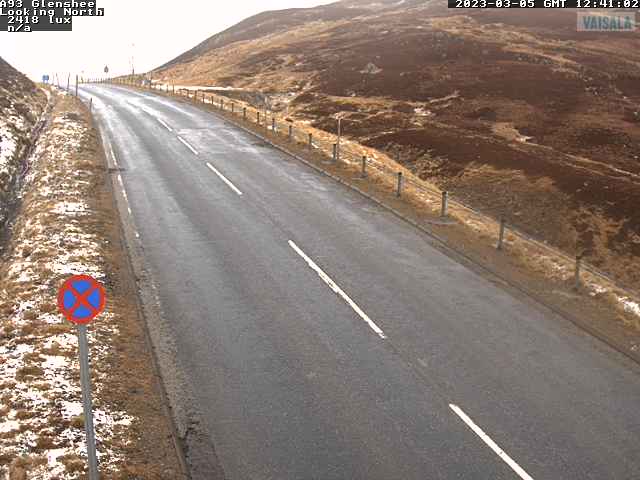 A93 Glenshee
Looking North
2418 lux
n/a
2023-03-05 GMT 12:41:02
VAISALA